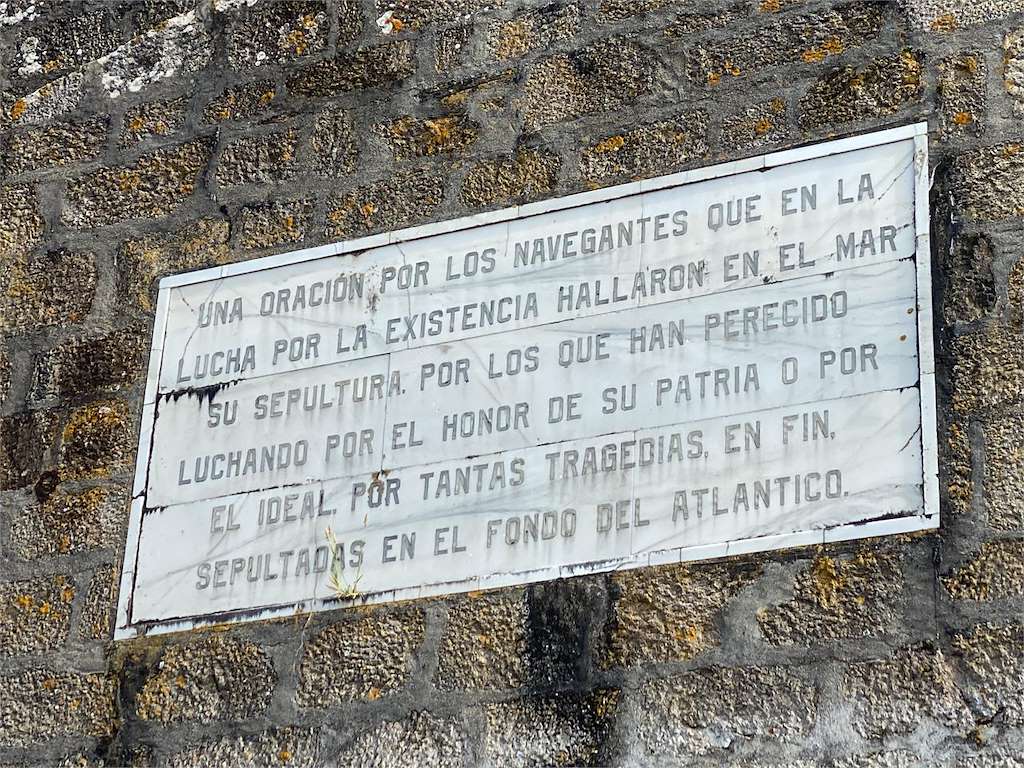 UNA ORACIÓN POR LOS NAVEGANTES QUE EN LA
LUCHA POR LA EXISTENCIA HALLARON EN EL MAR
SU SEPULTURA, POR LOS QUE HAN PERECIDO
LUCHANDO POR EL HONOR DE SU PATRIA O POR
EL IDEAL, POR TANTAS TRAGEDIAS, EN FIN,
SEPULTADAS EN EL FONDO DEL ATLANTICO.